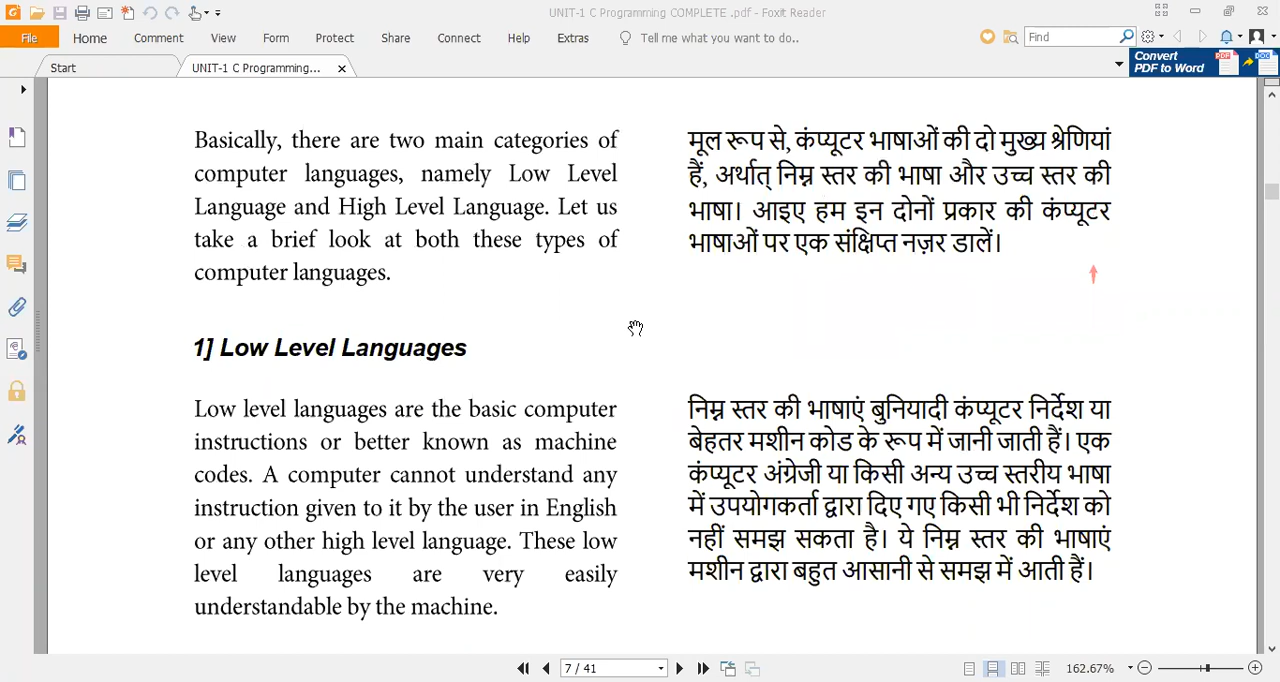 UNIT-1 C Programming COMPLETE .pdf - Foxit Reader
File Home Comment View Form Protect Share Connect Help Extras Tell me what you want to do.. Find
Start UNIT-1 C Programming...
Convert
PDF to Word
Basically, there are two main categories of
computer languages, namely Low Level
Language and High Level Language. Let us
take a brief look at both these types of
computer languages.
मूल रूप से, कंप्यूटर भाषाओं की दो मुख्य श्रेणियां
हैं, अर्थात् निम्न स्तर की भाषा और उच्च स्तर की
भाषा। आइए हम इन दोनों प्रकार की कंप्यूटर
भाषाओं पर एक संक्षिप्त नज़र डालें।
1] Low Level Languages
Low level languages are the basic computer
instructions or better known as machine
codes. A computer cannot understand any
instruction given to it by the user in English
or any other high level language. These low
level languages are very easily
understandable by the machine.
निम्न स्तर की भाषाएं बुनियादी कंप्यूटर निर्देश या
बेहतर मशीन कोड के रूप में जानी जाती हैं। एक
कंप्यूटर अंग्रेजी या किसी अन्य उच्च स्तरीय भाषा
में उपयोगकर्ता द्वारा दिए गए किसी भी निर्देश को
नहीं समझ सकता है। ये निम्न स्तर की भाषाएं
मशीन द्वारा बहुत आसानी से समझ में आती हैं।
7 / 41
162.67%